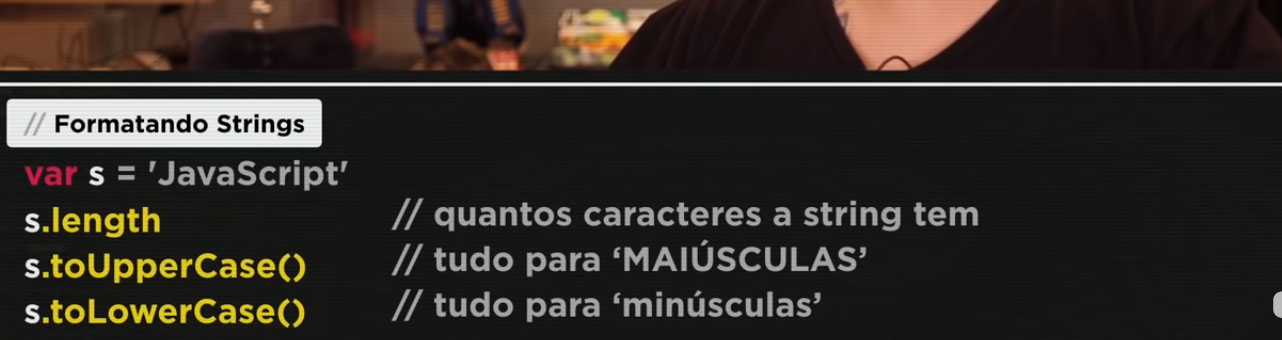 // Formatando Strings
var s = 'JavaScript'
s.length // quantos caracteres a string tem
s.toUpperCase() // tudo para ‘MAIÚSCULAS’
s.toLowerCase() // tudo para ‘minúsculas’